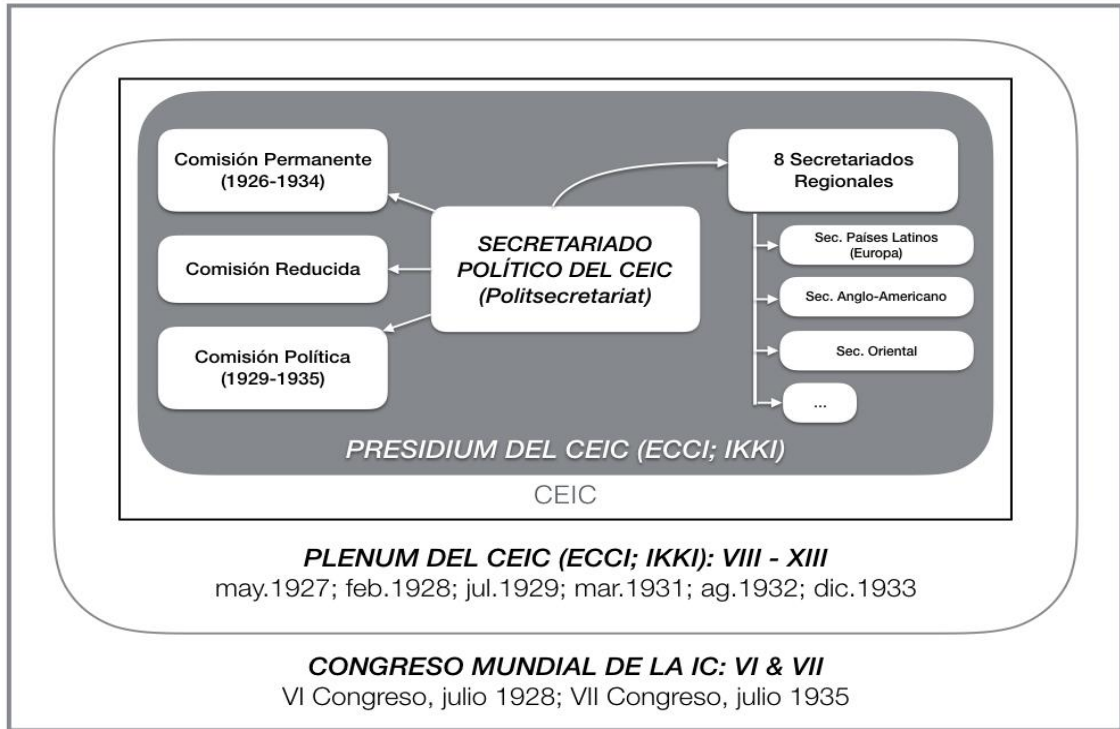 Comisión Permanente
(1926-1934)
Comisión Reducida
Comisión Política
(1929-1935)
SECRETARIADO
POLÍTICO DEL CEIC
(Politsecretariat)
8 Secretariados
Regionales
Sec. Países Latinos
(Europa)
Sec. Anglo-Americano
Sec. Oriental
...
PRESIDIUM DEL CEIC (ECCI; IKKI)
CEIC
PLENUM DEL CEIC (ECCI; IKKI): VIII - XIII
may.1927; feb.1928; jul.1929; mar.1931; ag.1932; dic.1933
CONGRESO MUNDIAL DE LA IC: VI & VII
VI Congreso, julio 1928; VII Congreso, julio 1935